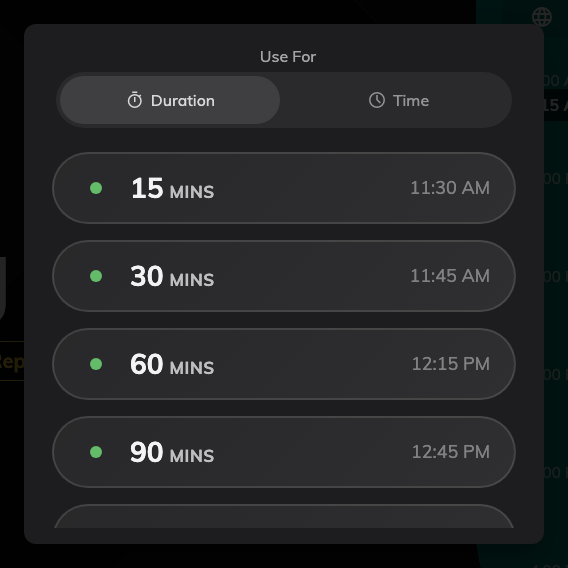 Use For
Duration
Time
15 MINS 11:30 AM
30 MINS 11:45 AM
60 MINS 12:15 PM
90 MINS 12:45 PM